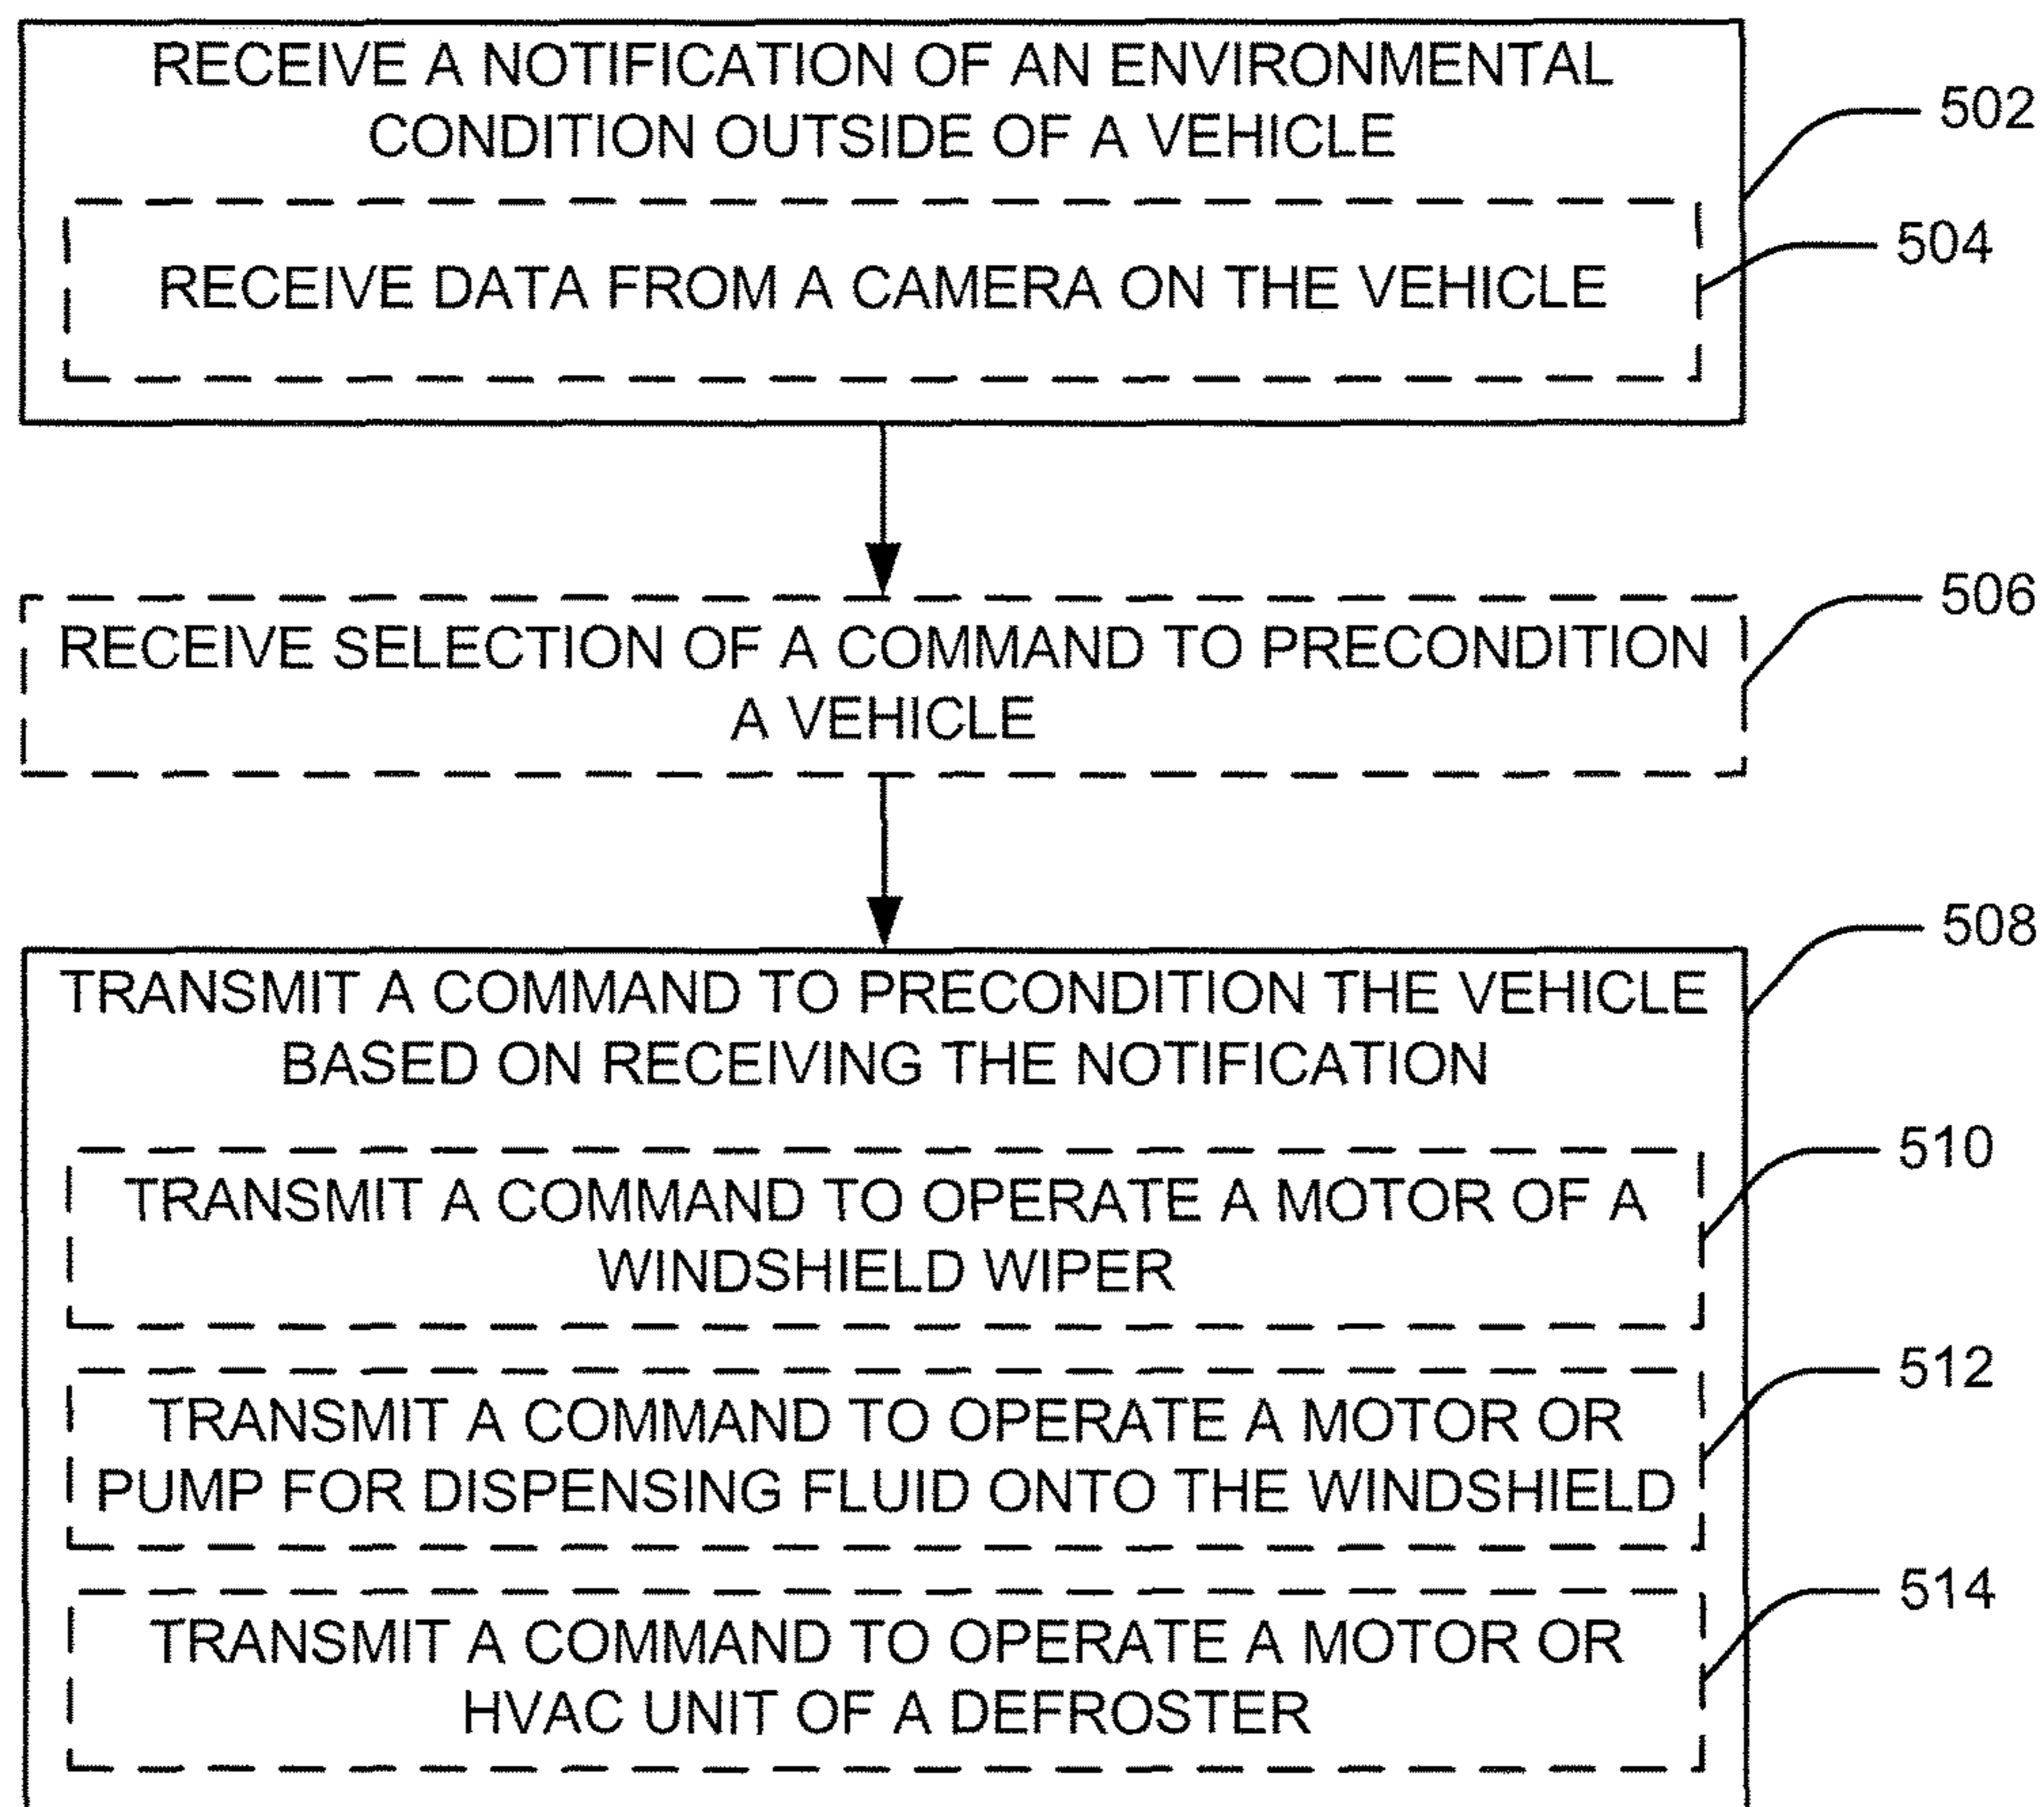 RECEIVE A NOTIFICATION OF AN ENVIRONMENTAL
CONDITION OUTSIDE OF A VEHICLE
502
RECEIVE DATA FROM A CAMERA ON THE VEHICLE
504
RECEIVE SELECTION OF A COMMAND TO PRECONDITION
A VEHICLE
506
TRANSMIT A COMMAND TO PRECONDITION THE VEHICLE
BASED ON RECEIVING THE NOTIFICATION
508
TRANSMIT A COMMAND TO OPERATE A MOTOR OF A
WINDSHIELD WIPER
510
TRANSMIT A COMMAND TO OPERATE A MOTOR OR
PUMP FOR DISPENSING FLUID ONTO THE WINDSHIELD
512
TRANSMIT A COMMAND TO OPERATE A MOTOR OR
HVAC UNIT OF A DEFROSTER
514